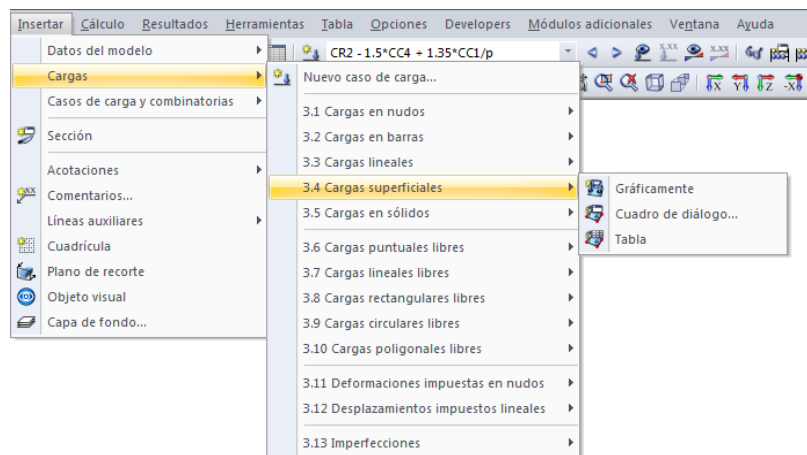 Insertar Cálculo Resultados Herramientas Tabla Opciones Developers Módulos adicionales Ventana Ayuda
Datos del modelo
CR2 - 1.5*CC4 + 1.35*CC1/p
x.xx
x.xx
Cargas
Nuevo caso de carga...
X
Y
Z
-X
Casos de carga y combinatorias
3.1 Cargas en nudos
Sección
3.2 Cargas en barras
Acotaciones
3.3 Cargas lineales
Comentarios...
3.4 Cargas superficiales
Gráficamente
Líneas auxiliares
3.5 Cargas en sólidos
Cuadro de diálogo...
Cuadrícula
3.6 Cargas puntuales libres
Tabla
Plano de recorte
3.7 Cargas lineales libres
Objeto visual
3.8 Cargas rectangulares libres
Capa de fondo...
3.9 Cargas circulares libres
3.10 Cargas poligonales libres
3.11 Deformaciones impuestas en nudos
3.12 Desplazamientos impuestos lineales
3.13 Imperfecciones